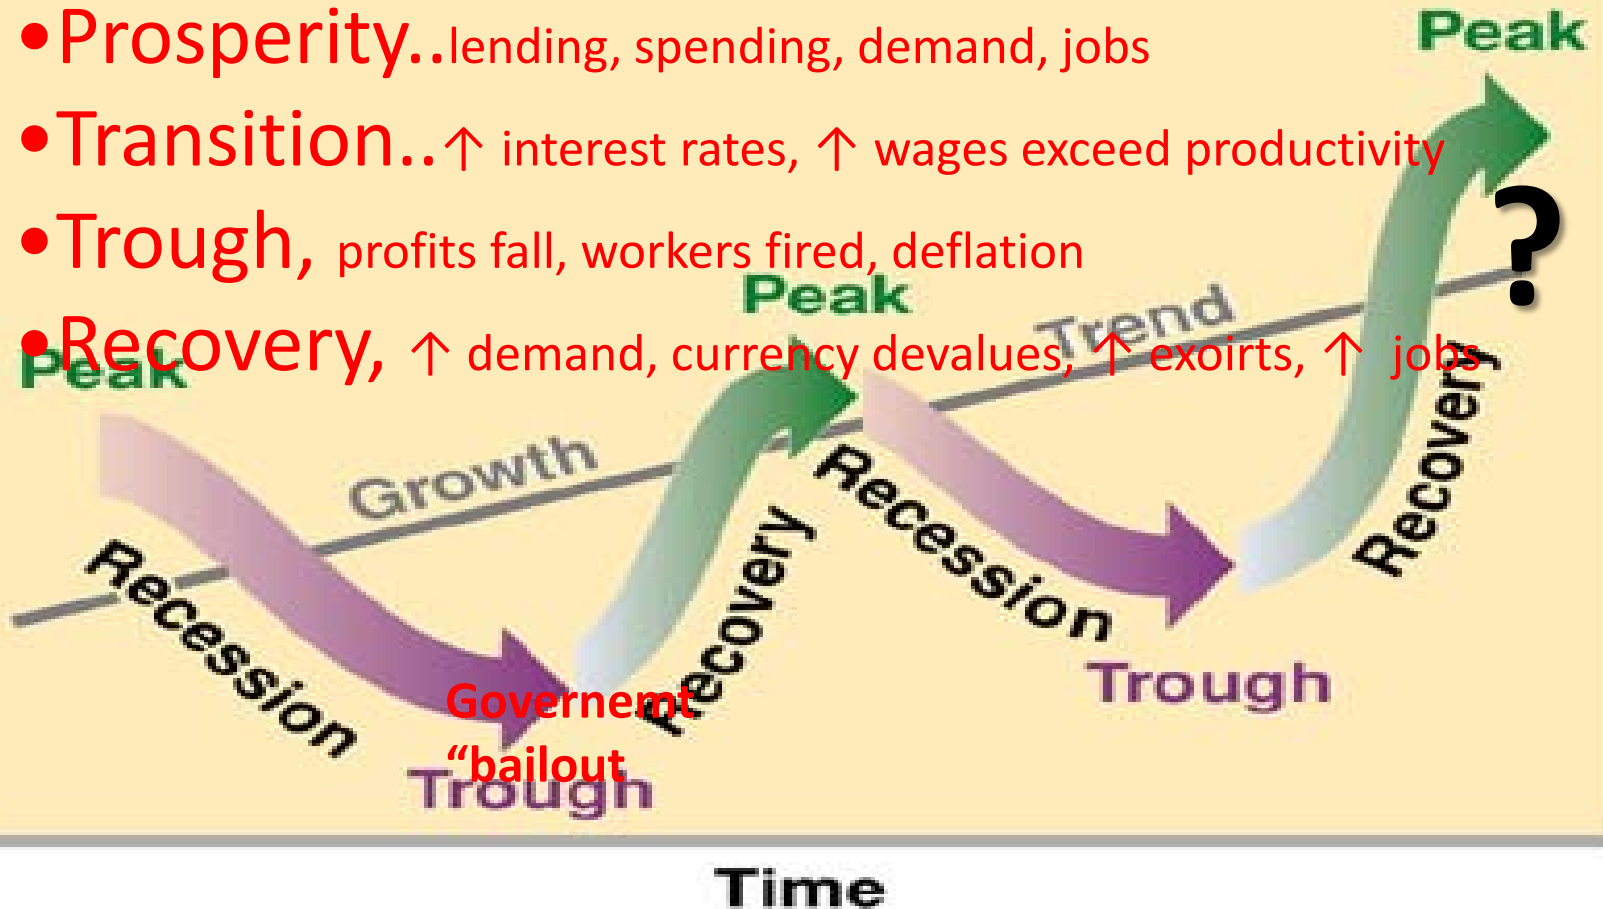 Peak
•Prosperity..lending, spending, demand, jobs
•Transition..↑ interest rates, ↑ wages exceed productivity
?
•Trough, profits fall, workers fired, deflation
Peak
Trend
•Recovery, ↑ demand, currency devalues, ↑ exoirts, ↑ jobs
Peak
Growth
Recession
Recovery
Recession
Recovery
Trough
Governemt
“bailout
Trough
Time